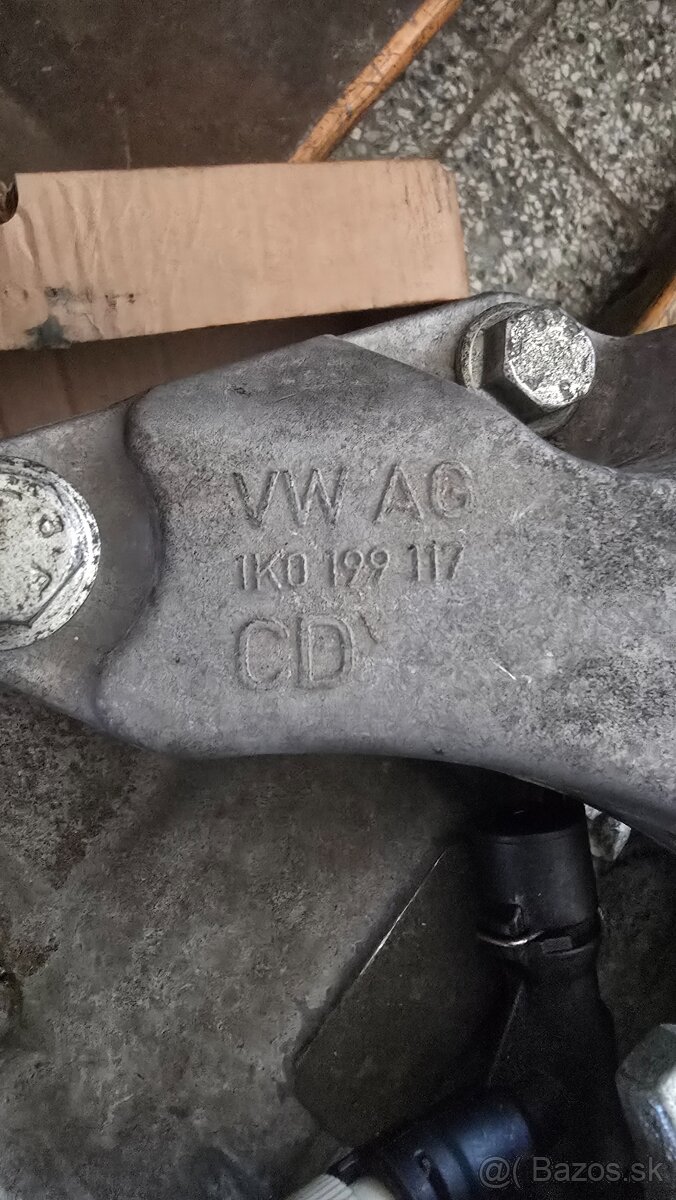 VW AG
1K0 199 117
CD
@( Bazos.sk